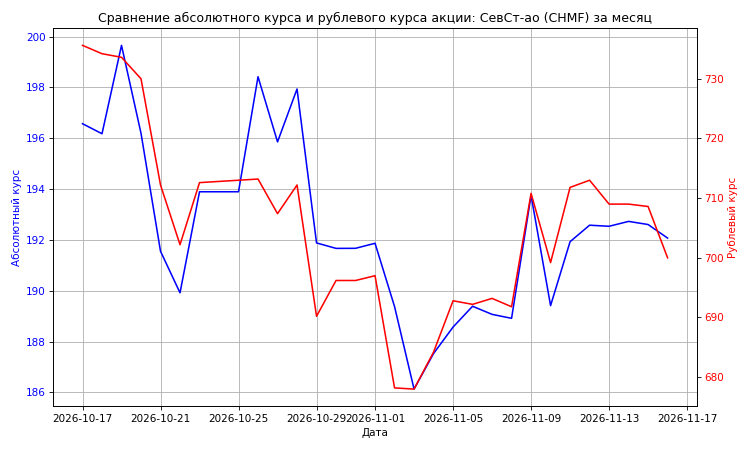 Сравнение абсолютного курса и рублевого курса акции: СевСт-ао (CHMF) за месяц
200
198
196
194
192
190
188
186
Абсолютный курс
730
720
710
700
690
680
Рублевый курс
2026-10-17 2026-10-21 2026-10-25 2026-10-29 2026-11-01 2026-11-05 2026-11-09 2026-11-13 2026-11-17
Дата